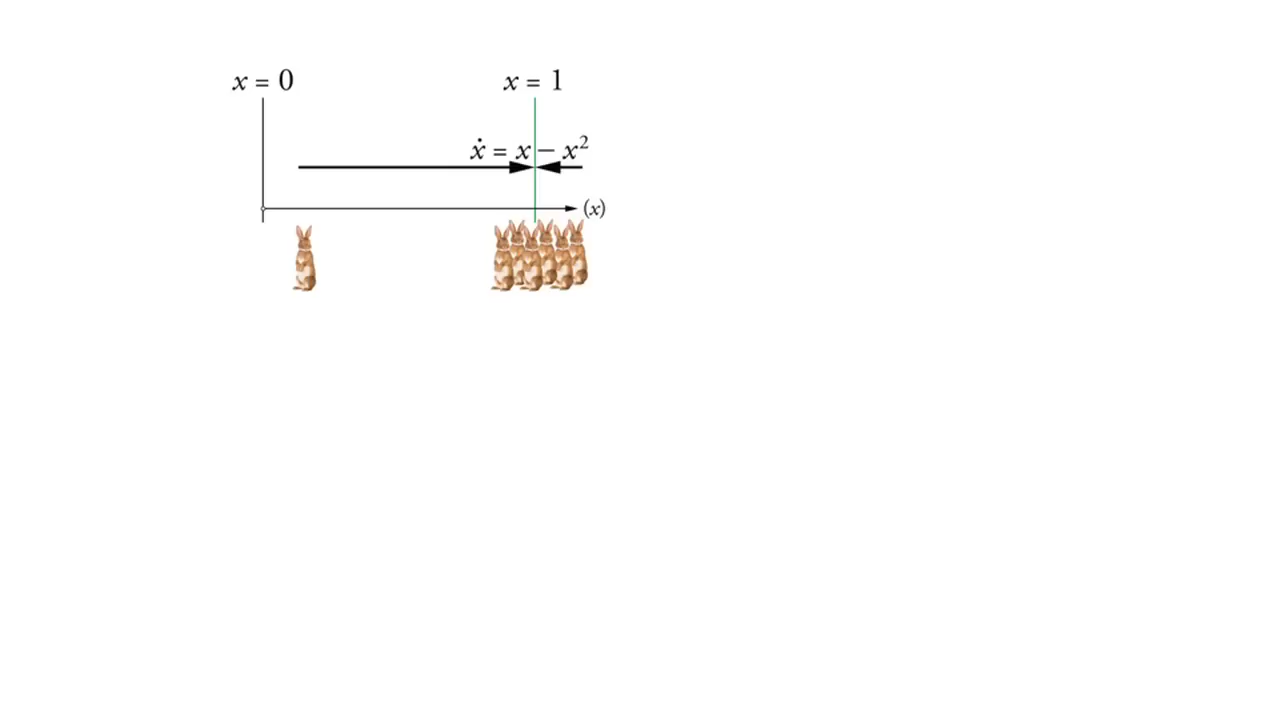 x = 0
x = 1
ẋ = x − x²
(x)